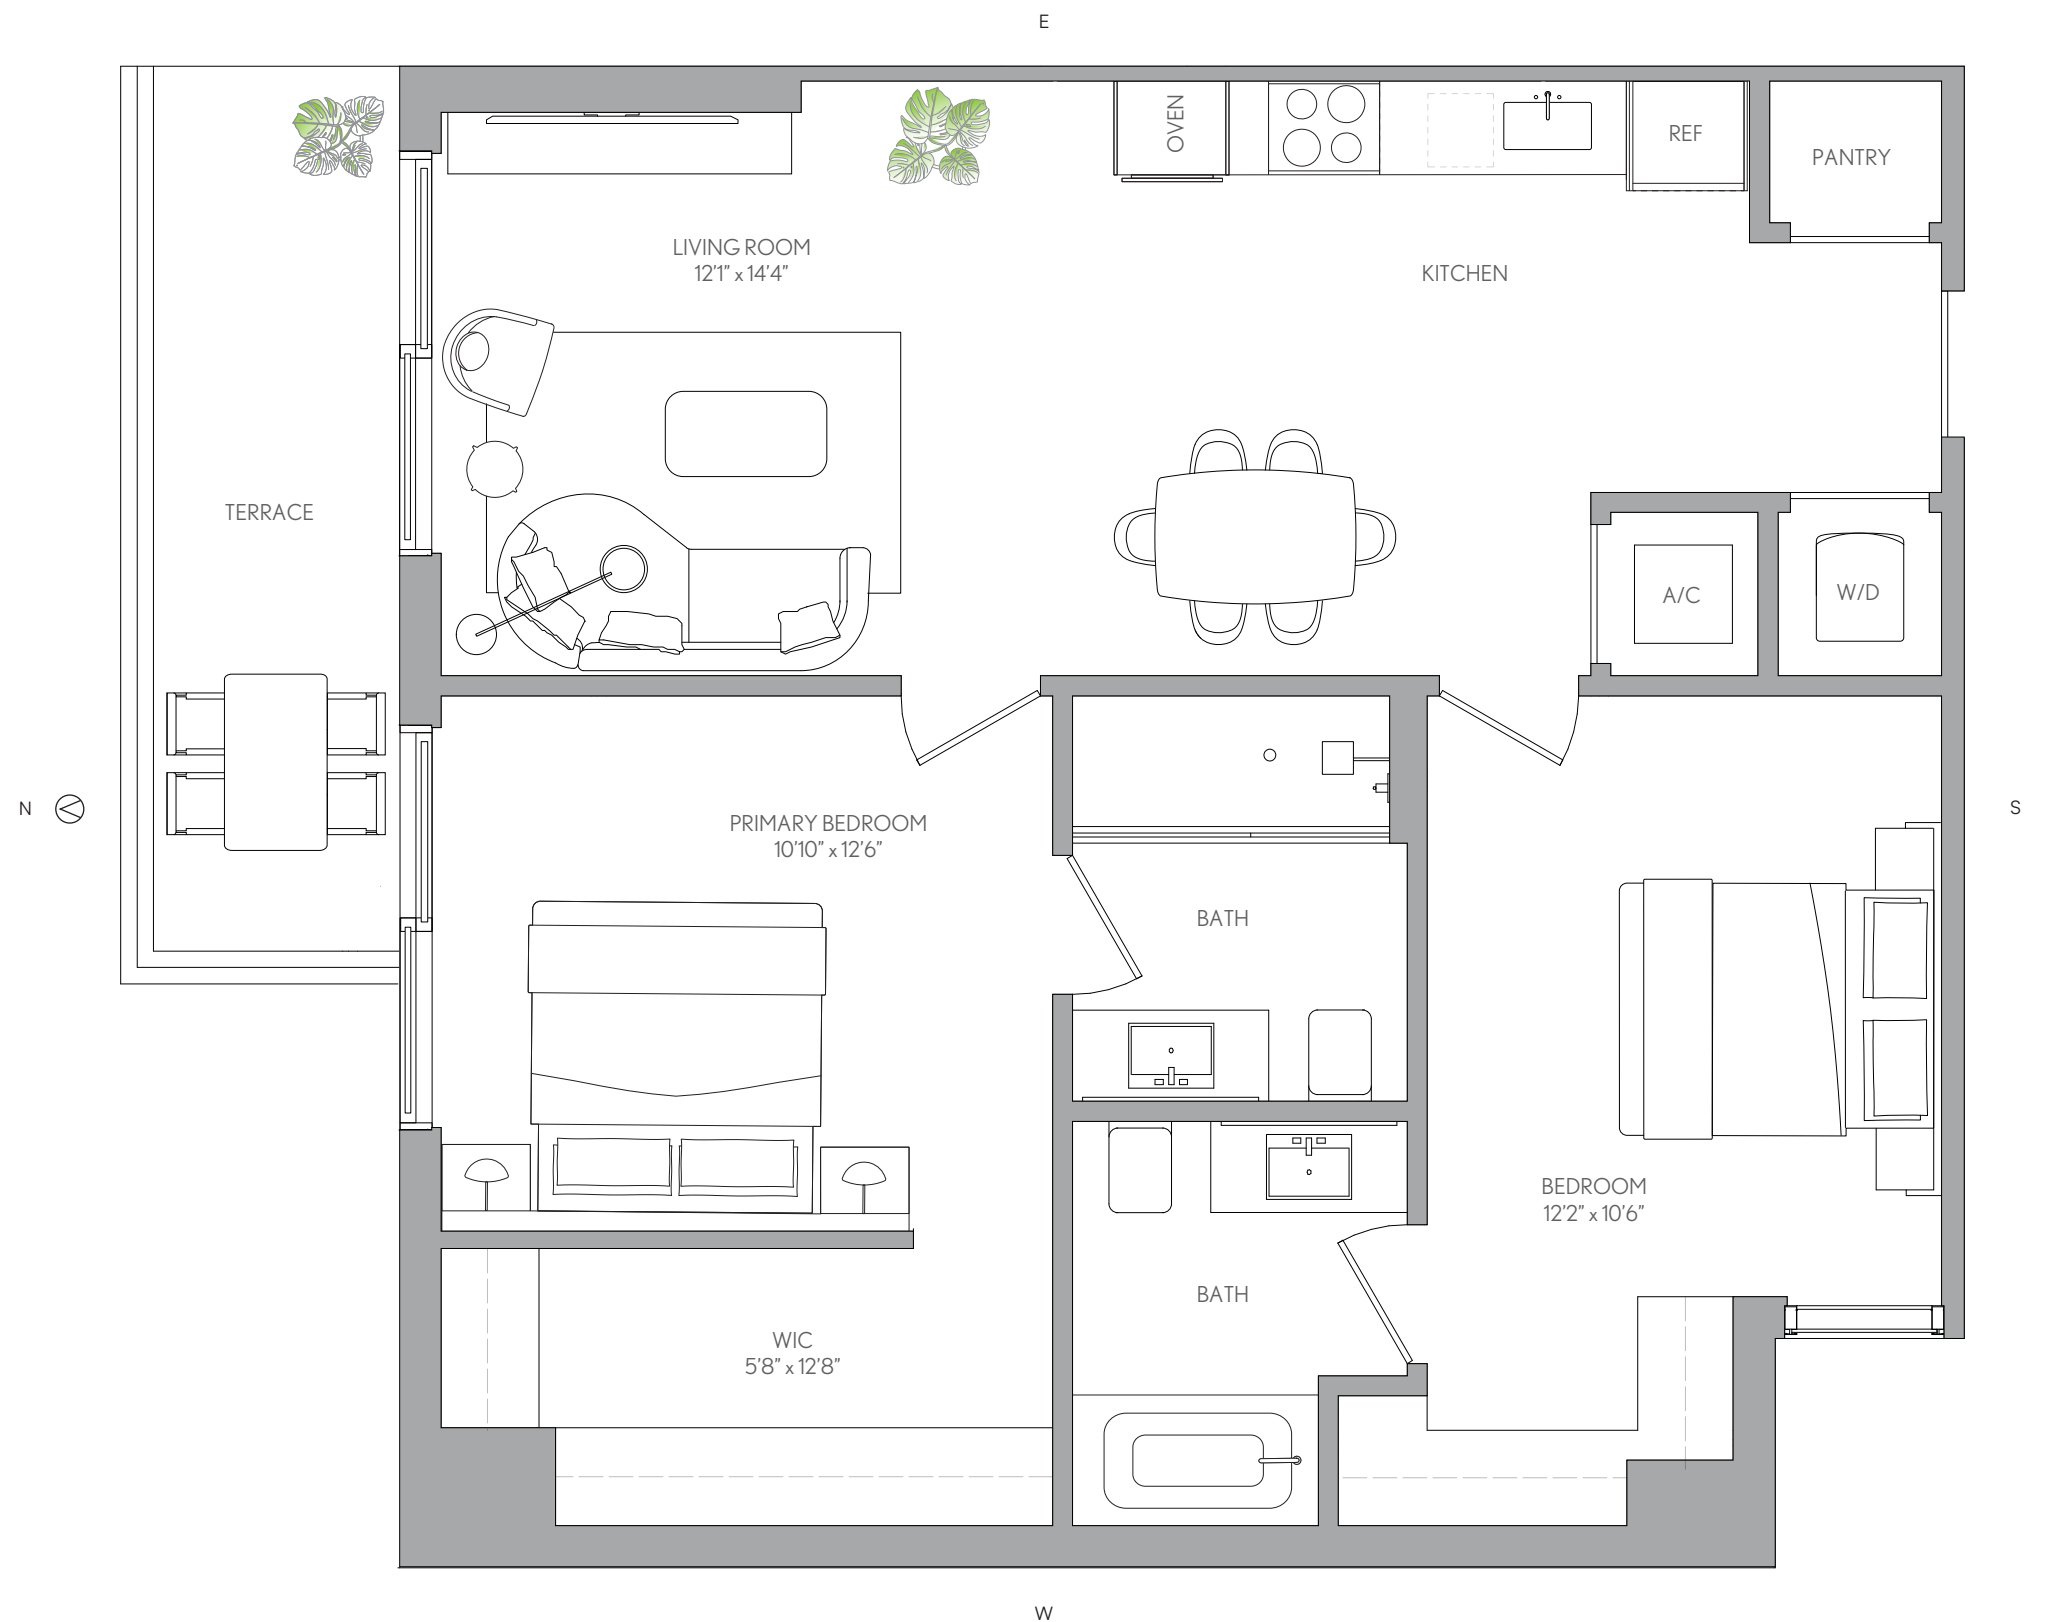 E
OVEN
REF
PANTRY
LIVING ROOM
12'1" x 14'4"
KITCHEN
TERRACE
A/C
W/D
N
S
PRIMARY BEDROOM
10'10" x 12'6"
BATH
BEDROOM
12'2" x 10'6"
BATH
WIC
5'8" x 12'8"
W